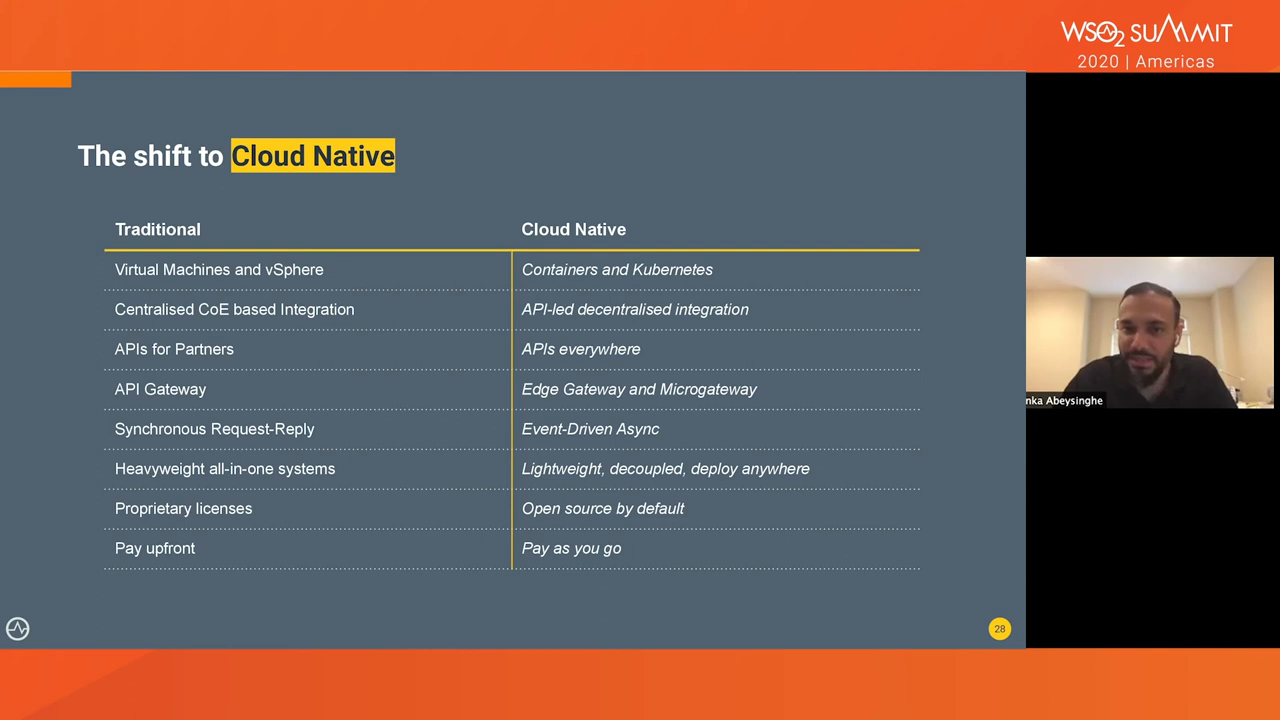 WSO2 SUMMIT
2020 | Americas
The shift to Cloud Native
Traditional Cloud Native
Virtual Machines and vSphere Containers and Kubernetes
Centralised CoE based Integration API-led decentralised integration
APIs for Partners APIs everywhere
API Gateway Edge Gateway and Microgateway
Synchronous Request-Reply Event-Driven Async
Heavyweight all-in-one systems Lightweight, decoupled, deploy anywhere
Proprietary licenses Open source by default
Pay upfront Pay as you go
nka Abeysinghe
28